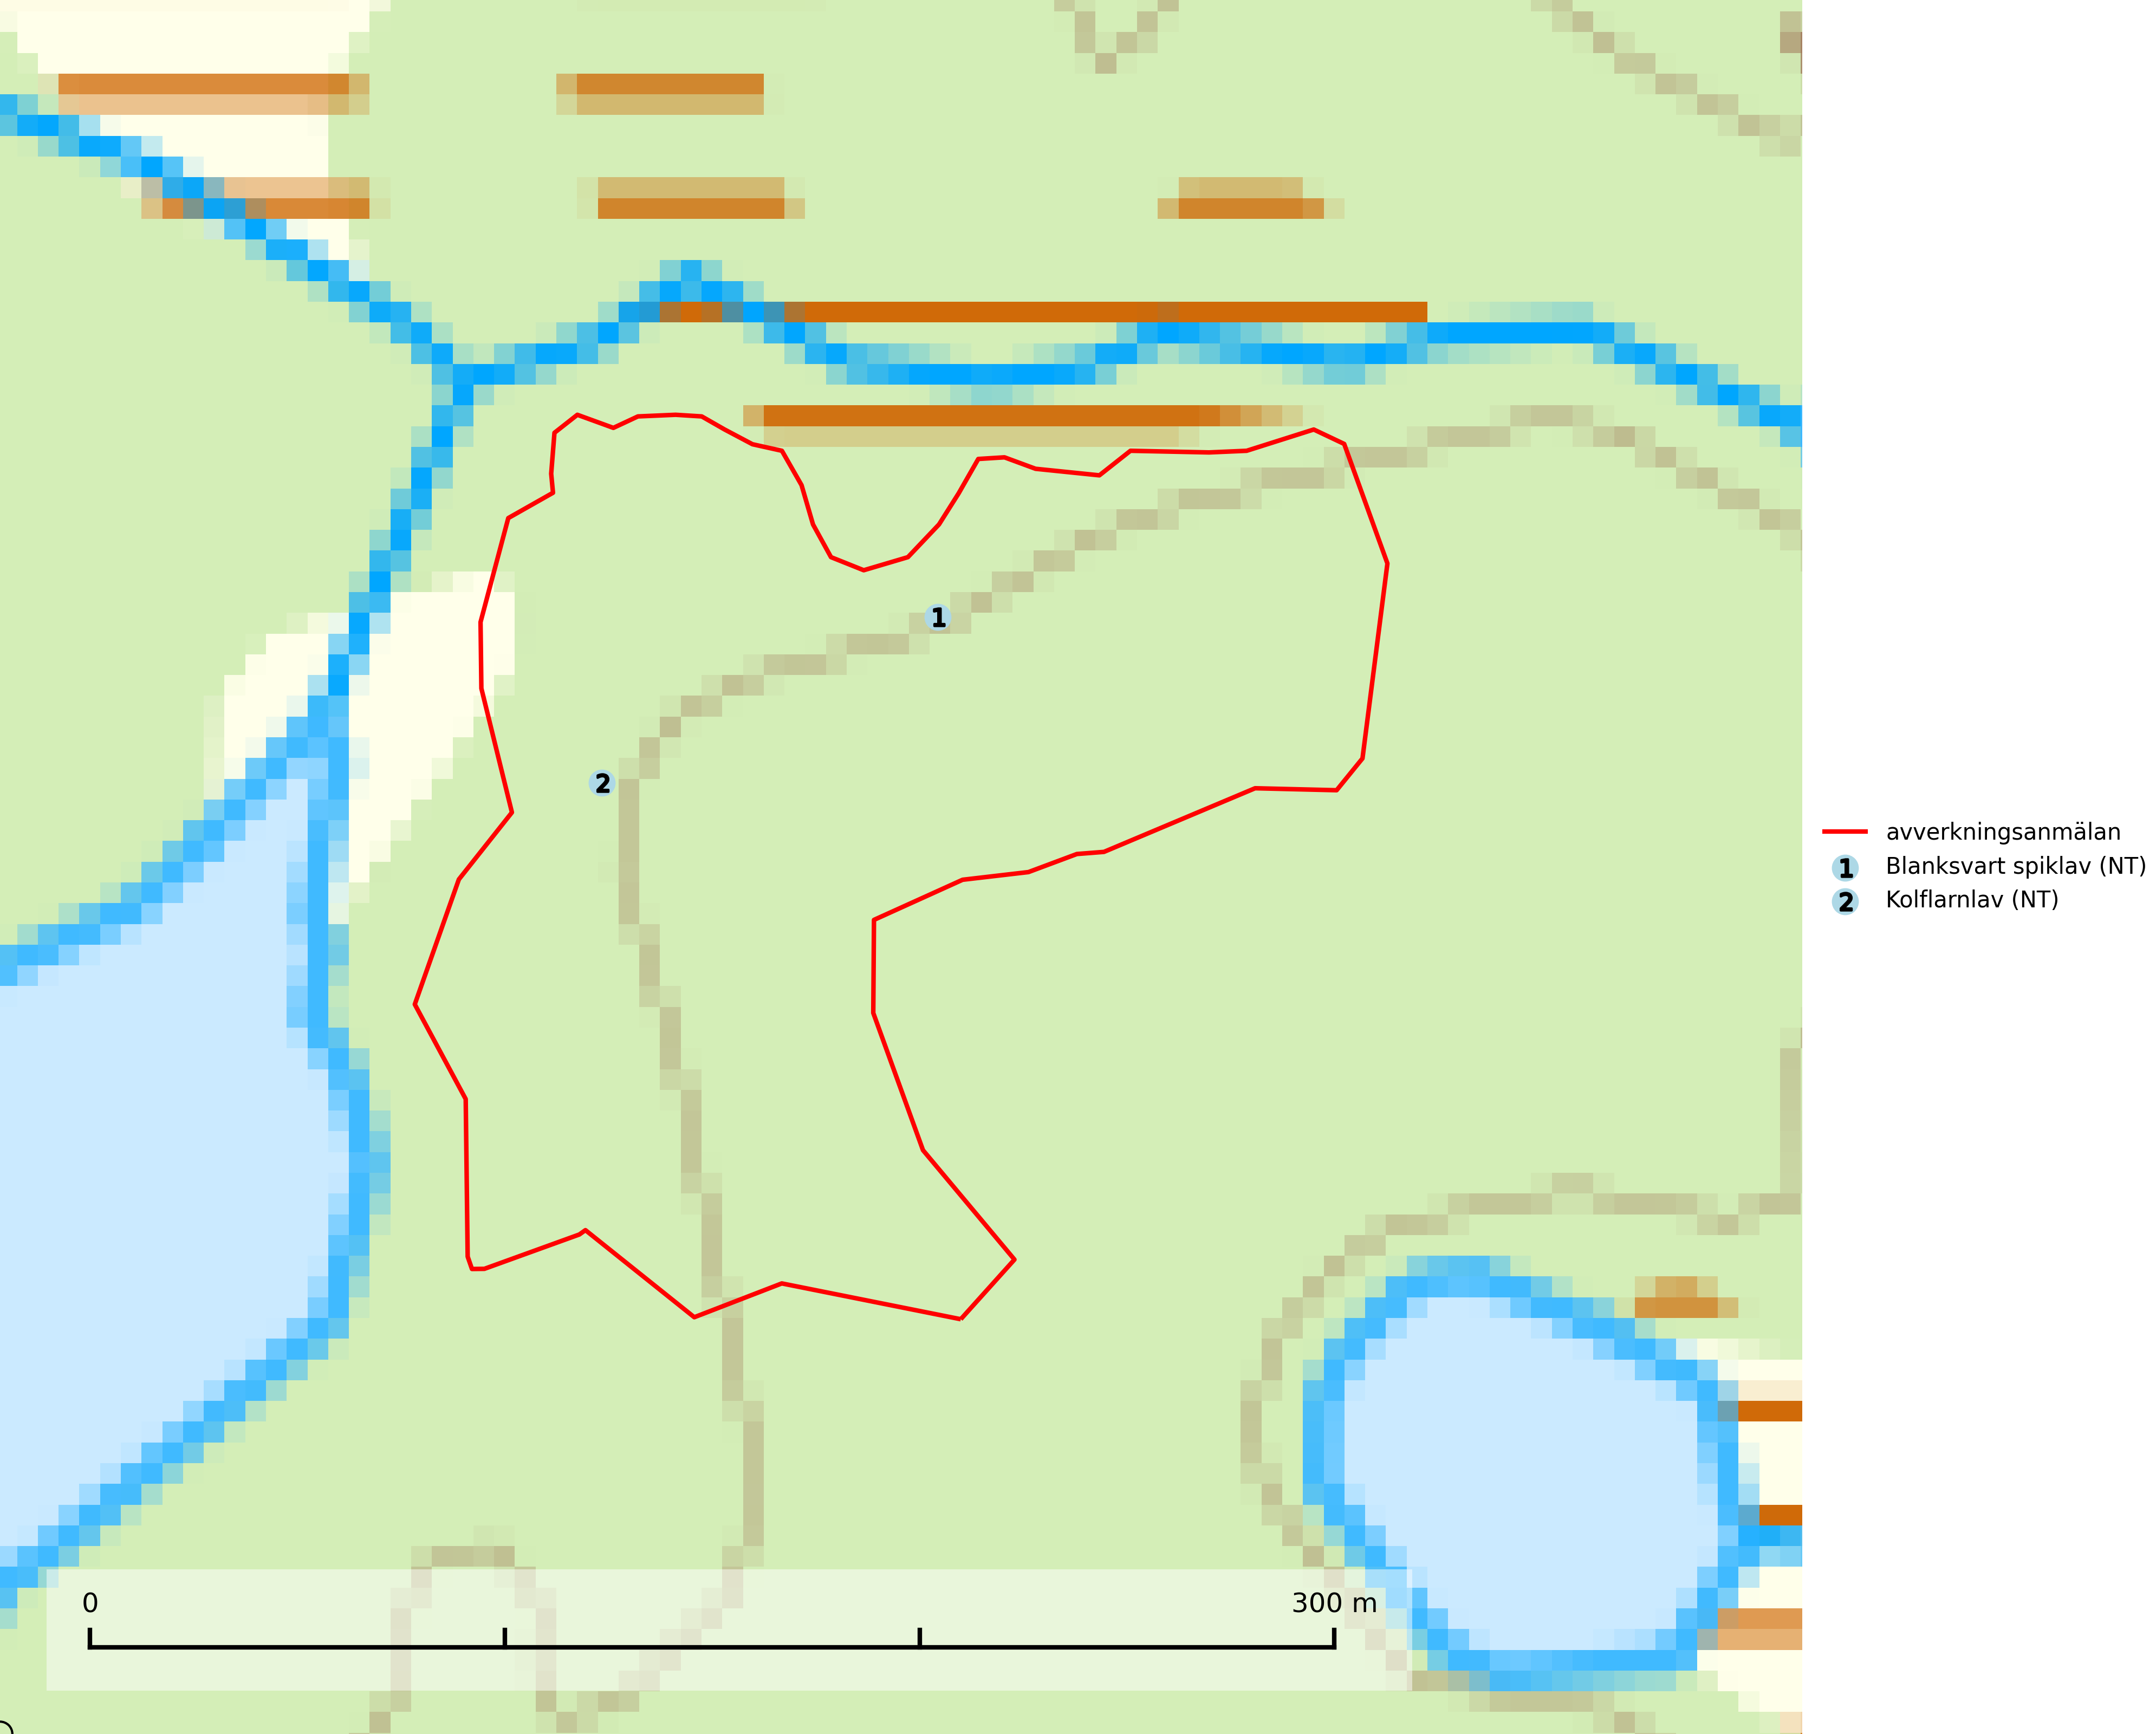 1
2
avverkningsanmälan
1 Blanksvart spiklav (NT)
2 Kolflarnlav (NT)
0 300 m